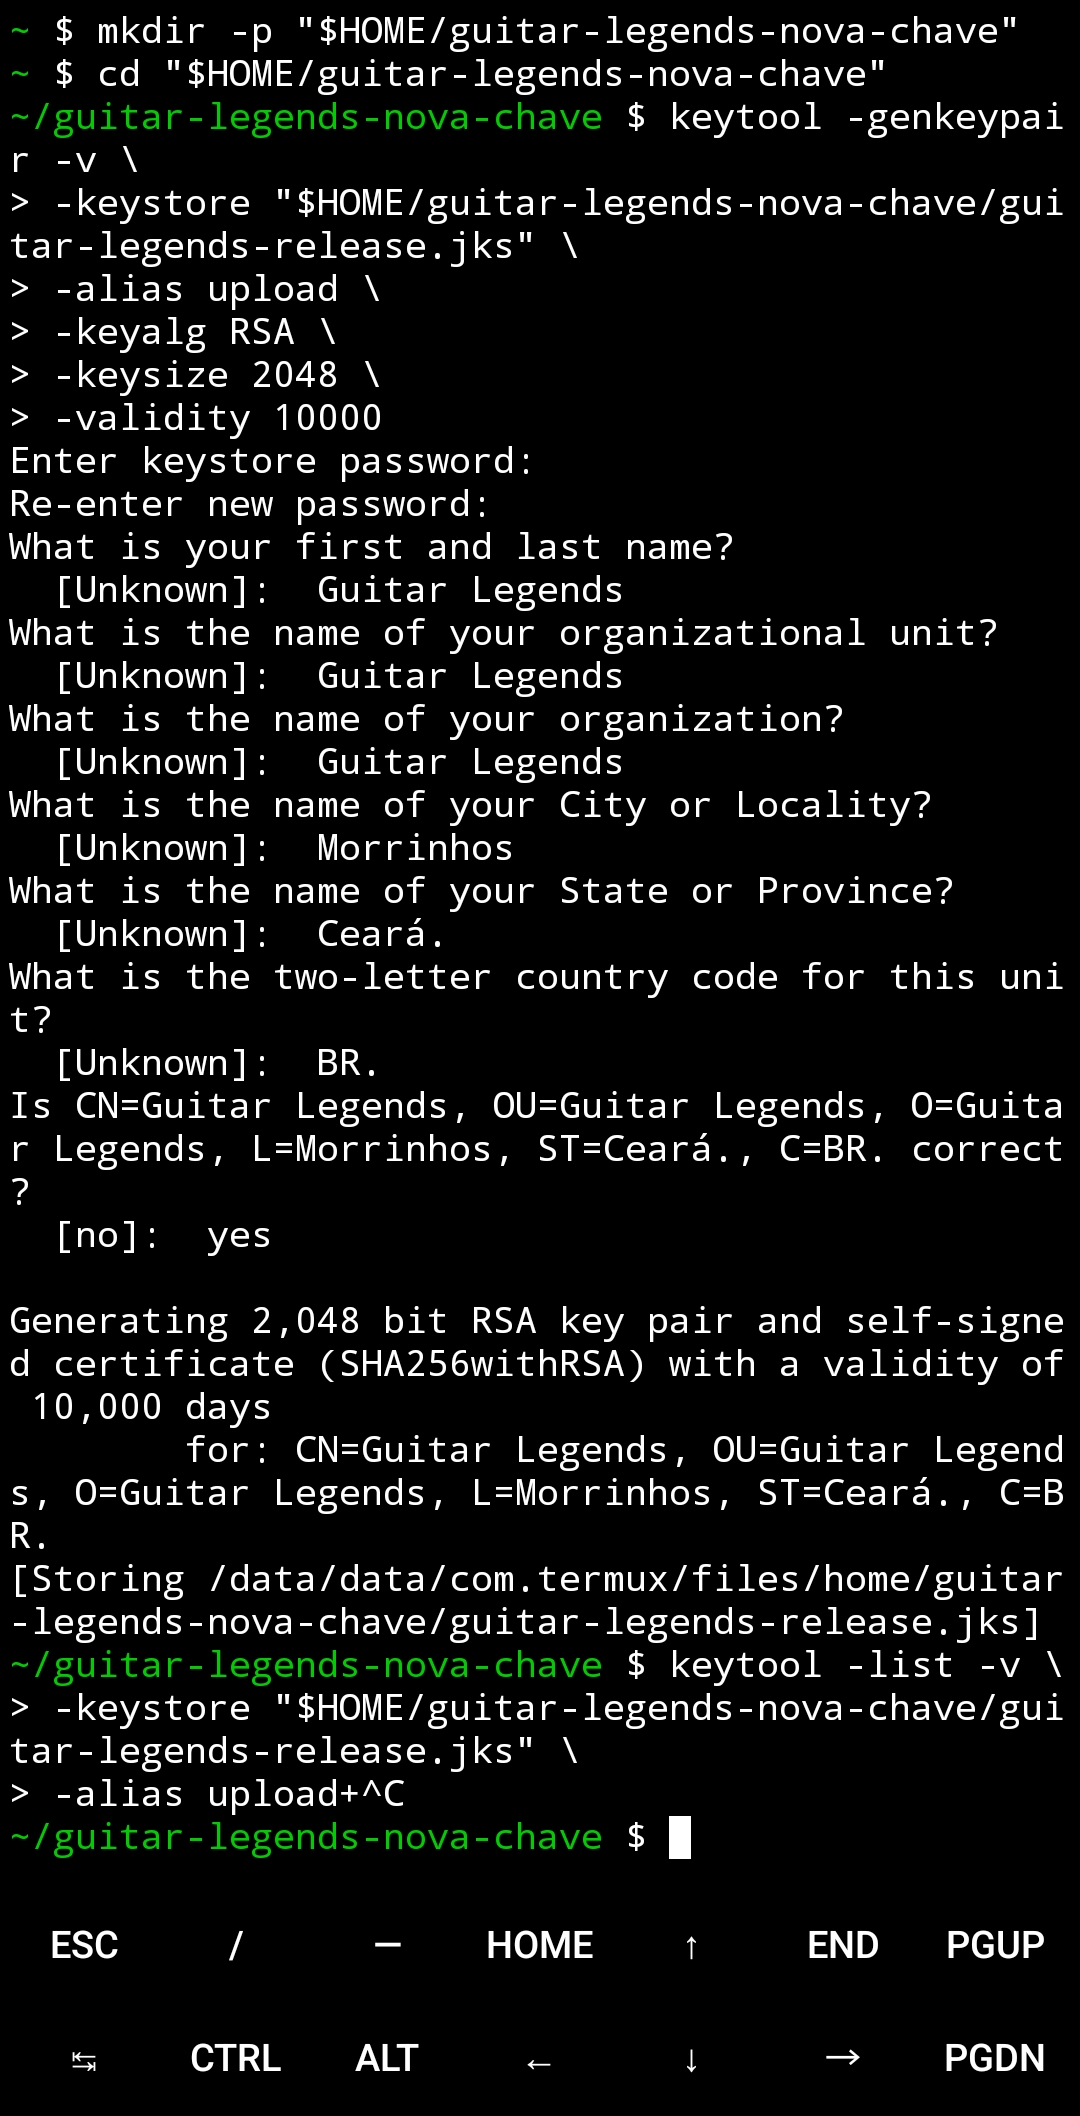 ~ $ mkdir -p "$HOME/guitar-legends-nova-chave"
~ $ cd "$HOME/guitar-legends-nova-chave"
~/guitar-legends-nova-chave $ keytool -genkeypai
r -v \
> -keystore "$HOME/guitar-legends-nova-chave/gui
tar-legends-release.jks" \
> -alias upload \
> -keyalg RSA \
> -keysize 2048 \
> -validity 10000
Enter keystore password:
Re-enter new password:
What is your first and last name?
  [Unknown]:  Guitar Legends
What is the name of your organizational unit?
  [Unknown]:  Guitar Legends
What is the name of your organization?
  [Unknown]:  Guitar Legends
What is the name of your City or Locality?
  [Unknown]:  Morrinhos
What is the name of your State or Province?
  [Unknown]:  Ceará.
What is the two-letter country code for this uni
t?
  [Unknown]:  BR.
Is CN=Guitar Legends, OU=Guitar Legends, O=Guita
r Legends, L=Morrinhos, ST=Ceará., C=BR. correct
?
  [no]:  yes

Generating 2,048 bit RSA key pair and self-signe
d certificate (SHA256withRSA) with a validity of
 10,000 days
        for: CN=Guitar Legends, OU=Guitar Legend
s, O=Guitar Legends, L=Morrinhos, ST=Ceará., C=B
R.
[Storing /data/data/com.termux/files/home/guitar
-legends-nova-chave/guitar-legends-release.jks]
~/guitar-legends-nova-chave $ keytool -list -v \
> -keystore "$HOME/guitar-legends-nova-chave/gui
tar-legends-release.jks" \
> -alias upload+^C
~/guitar-legends-nova-chave $
ESC / — HOME ↑ END PGUP
↹ CTRL ALT ← ↓ → PGDN